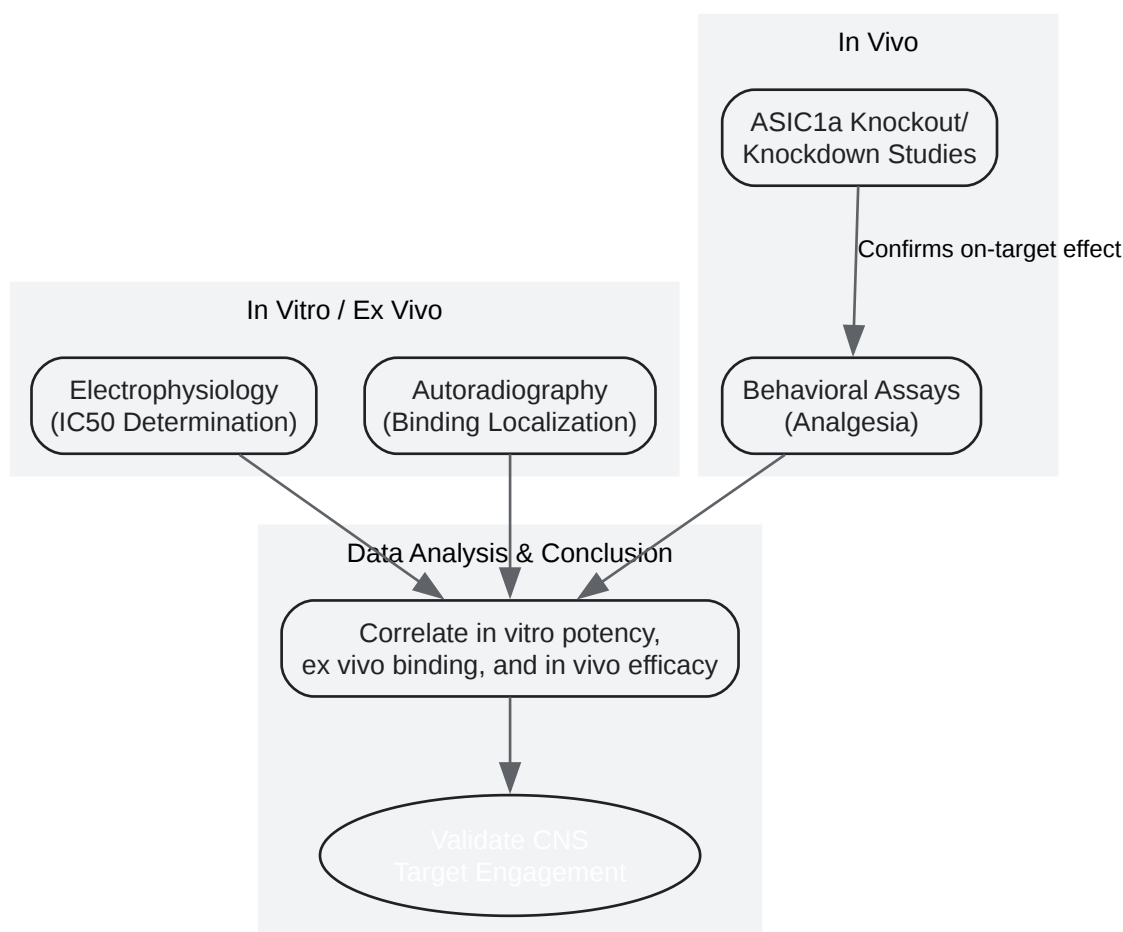 In Vivo
ASIC1a Knockout/
Knockdown Studies
Confirms on-target effect
In Vitro / Ex Vivo
Electrophysiology
(IC50 Determination)
Autoradiography
(Binding Localization)
Behavioral Assays
(Analgesia)
Data Analysis & Conclusion
Correlate in vitro potency,
ex vivo binding, and in vivo efficacy
Validate CNS
Target Engagement